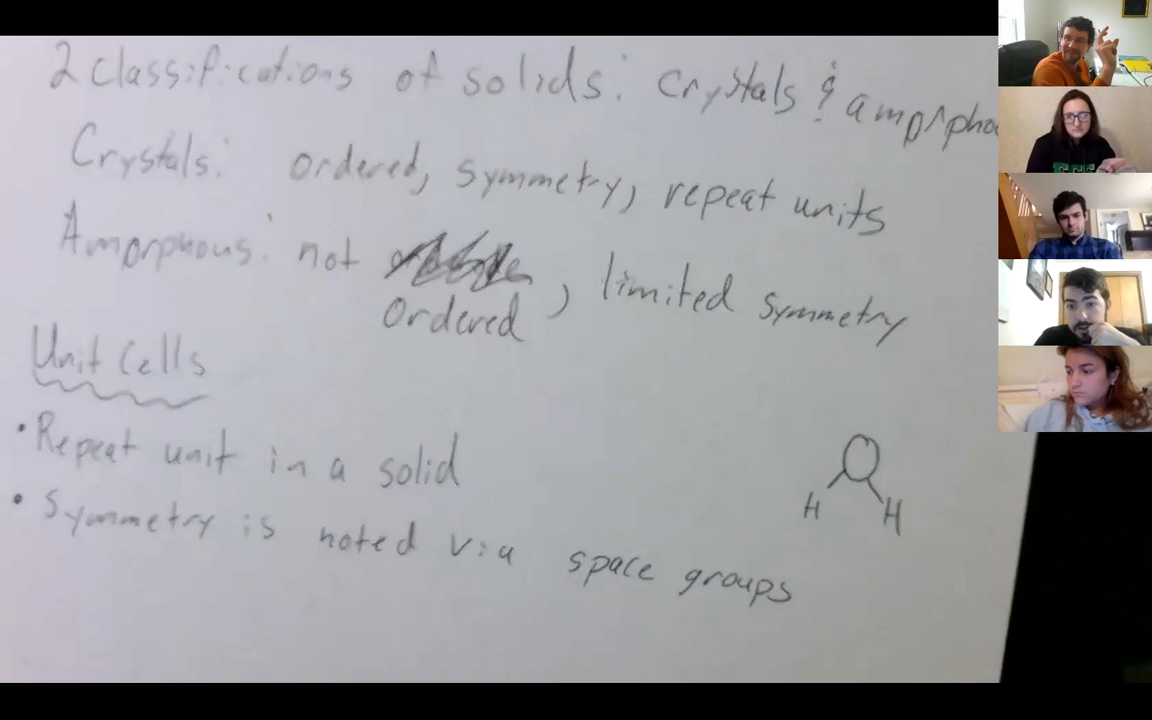 2 classifications of solids: crystals & amorpho
Crystals: ordered, symmetry, repeat units
Amorphous: not , limited symmetry
Ordered
Unit Cells
• Repeat unit in a solid
• Symmetry is noted via space groups
O
H H